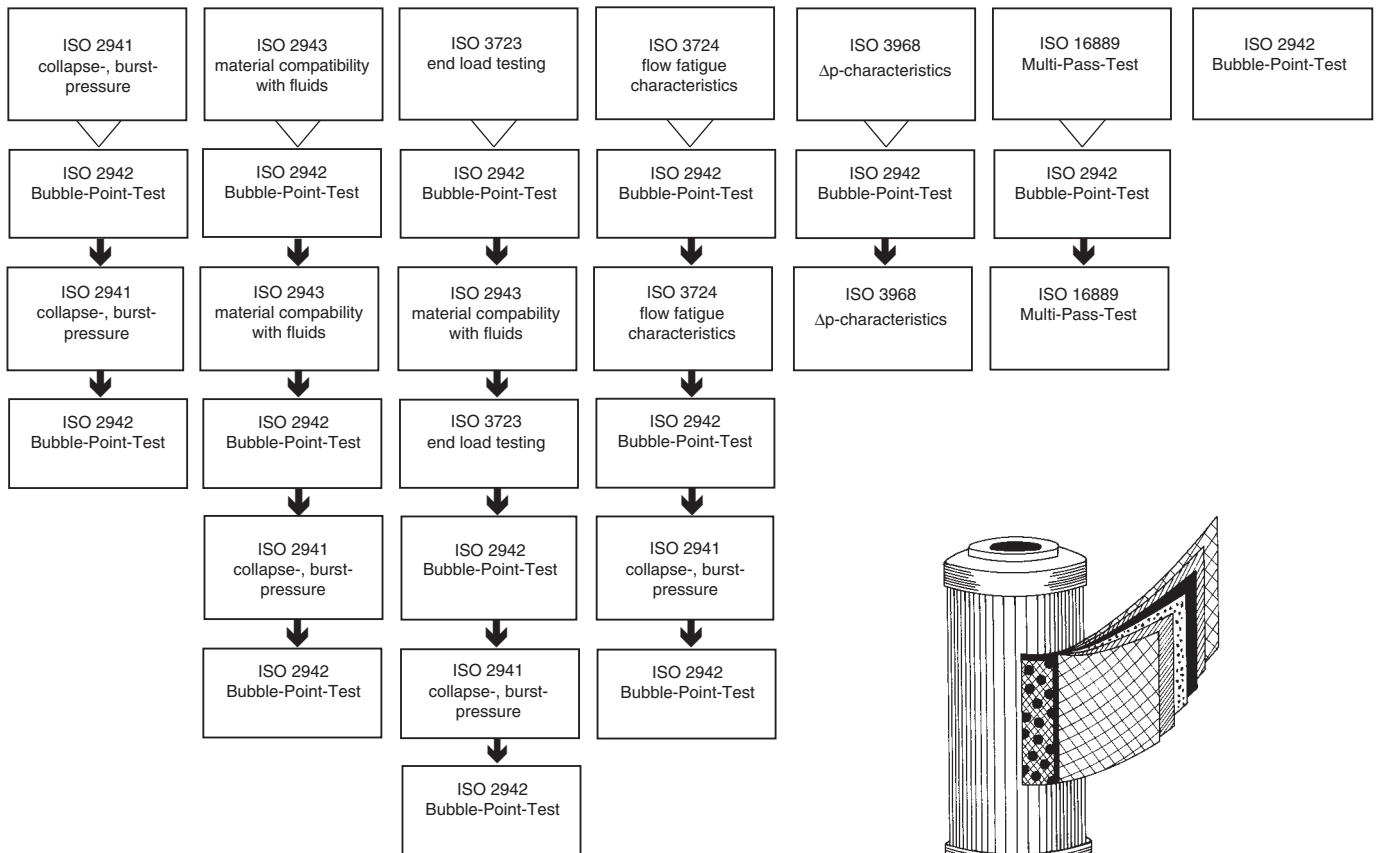 ISO 2941
collapse-, burst-
pressure
ISO 2943
material compatibility
with fluids
ISO 3723
end load testing
ISO 3724
flow fatigue
characteristics
ISO 3968
Δp-characteristics
ISO 16889
Multi-Pass-Test
ISO 2942
Bubble-Point-Test
ISO 2942
Bubble-Point-Test
ISO 2942
Bubble-Point-Test
ISO 2942
Bubble-Point-Test
ISO 2942
Bubble-Point-Test
ISO 2942
Bubble-Point-Test
ISO 2942
Bubble-Point-Test
ISO 2941
collapse-, burst-
pressure
ISO 2943
material compability
with fluids
ISO 2943
material compability
with fluids
ISO 3724
flow fatigue
characteristics
ISO 3968
Δp-characteristics
ISO 16889
Multi-Pass-Test
ISO 2942
Bubble-Point-Test
ISO 2942
Bubble-Point-Test
ISO 3723
end load testing
ISO 2942
Bubble-Point-Test
ISO 2941
collapse-, burst-
pressure
ISO 2942
Bubble-Point-Test
ISO 2941
collapse-, burst-
pressure
ISO 2942
Bubble-Point-Test
ISO 2941
collapse-, burst-
pressure
ISO 2942
Bubble-Point-Test
ISO 2942
Bubble-Point-Test